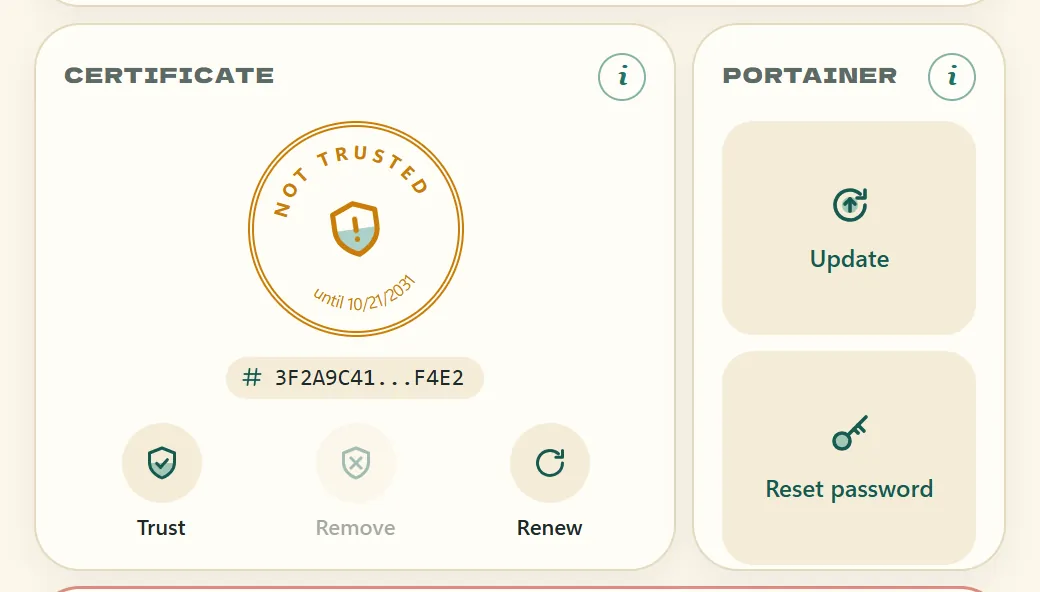 CERTIFICATE
i
NOT TRUSTED
until 10/21/2031
# 3F2A9C41...F4E2
Trust
Remove
Renew
PORTAINER
i
Update
Reset password